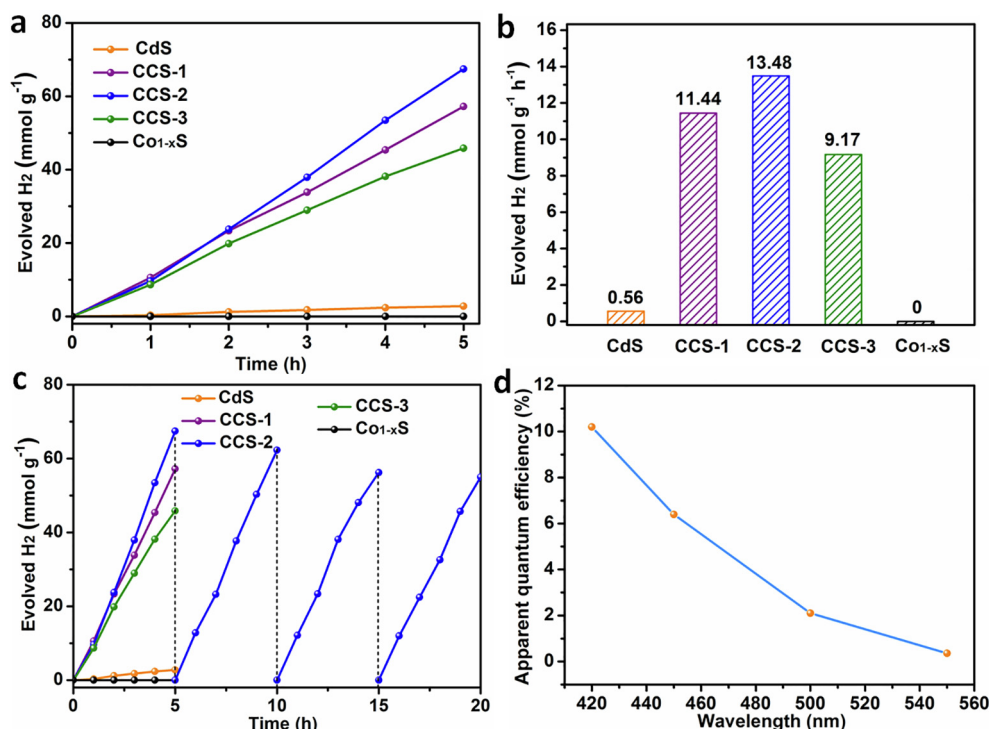 a
Evolved H2 (mmol g-1)
80
60
40
20
0
CdS
CCS-1
CCS-2
CCS-3
Co1-xS
0 1 2 3 4 5
Time (h)
b
Evolved H2 (mmol g-1 h-1)
16
14
12
10
8
6
4
2
0
0.56
11.44
13.48
9.17
0
CdS CCS-1 CCS-2 CCS-3 Co1-xS
c
Evolved H2 (mmol g-1)
80
60
40
20
0
CdS
CCS-1
CCS-2
CCS-3
Co1-xS
0 5 10 15 20
Time (h)
d
Apparent quantum efficiency (%)
12
10
8
6
4
2
0
420 440 460 480 500 520 540 560
Wavelength (nm)